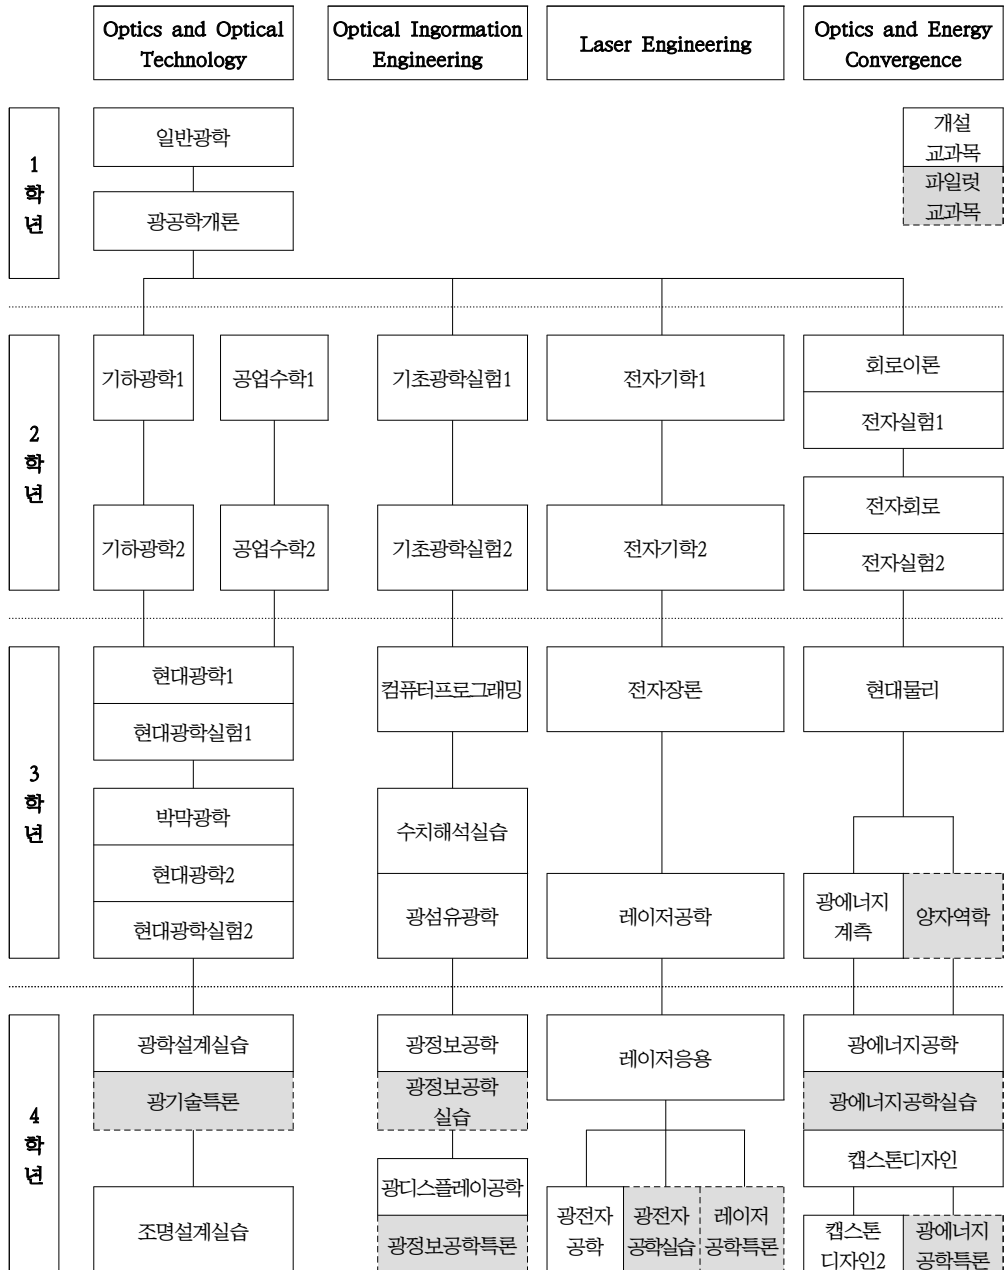 Optics and Optical
Technology
Optical Ingormation
Engineering
Laser Engineering
Optics and Energy
Convergence
1
학
년
일반광학
광공학개론
개설
교과목
파일럿
교과목
2
학
년
기하광학1
공업수학1
기초광학실험1
전자기학1
회로이론
전자실험1
기하광학2
공업수학2
기초광학실험2
전자기학2
전자회로
전자실험2
3
학
년
현대광학1
현대광학실험1
컴퓨터프로그래밍
전자장론
현대물리
박막광학
현대광학2
현대광학실험2
수치해석실습
광섬유광학
레이저공학
광에너지
계측
양자역학
4
학
년
광학설계실습
광기술특론
광정보공학
광정보공학
실습
레이저응용
광에너지공학
광에너지공학실습
캡스톤디자인
조명설계실습
광디스플레이공학
광정보공학특론
광전자
공학
광전자
공학실습
레이저
공학특론
캡스톤
디자인2
광에너지
공학특론